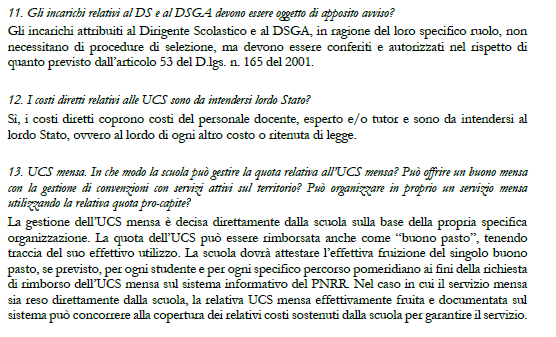 11. Gli incarichi relativi al DS e al DSGA devono essere oggetto di apposito avviso?
Gli incarichi attribuiti al Dirigente Scolastico e al DSGA, in ragione del loro specifico ruolo, non
necessitano di procedure di selezione, ma devono essere conferiti e autorizzati nel rispetto di
quanto previsto dall'articolo 53 del D.lgs. n. 165 del 2001.
12. I costi diretti relativi alle UCS sono da intendersi lordo Stato?
Sì, i costi diretti coprono costi del personale docente, esperto e/o tutor e sono da intendersi al
lordo Stato, ovvero al lordo di ogni altro costo o ritenuta di legge.
13. UCS mensa. In che modo la scuola può gestire la quota relativa all'UCS mensa? Può offrire un buono mensa
con la gestione di convenzioni con servizi attivi sul territorio? Può organizzare in proprio un servizio mensa
utilizzando la relativa quota pro-capite?
La gestione dell'UCS mensa è decisa direttamente dalla scuola sulla base della propria specifica
organizzazione. La quota dell'UCS può essere rimborsata anche come "buono pasto", tenendo
traccia del suo effettivo utilizzo. La scuola dovrà attestare l'effettiva fruizione del singolo buono
pasto, se previsto, per ogni studente e per ogni specifico percorso pomeridiano ai fini della richiesta
di rimborso dell'UCS mensa sul sistema informativo del PNRR. Nel caso in cui il servizio mensa
sia reso direttamente dalla scuola, la relativa UCS mensa effettivamente fruita e documentata sul
sistema può concorrere alla copertura dei relativi costi sostenuti dalla scuola per garantire il servizio.